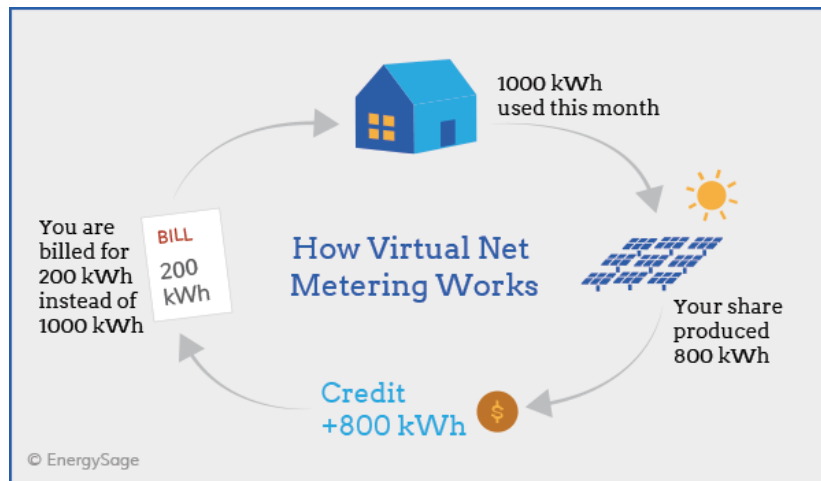 How Virtual Net
Metering Works
1000 kWh
used this month
Your share
produced
800 kWh
Credit
+800 kWh
$
You are
billed for
200 kWh
instead of
1000 kWh
BILL
200
kWh
© EnergySage